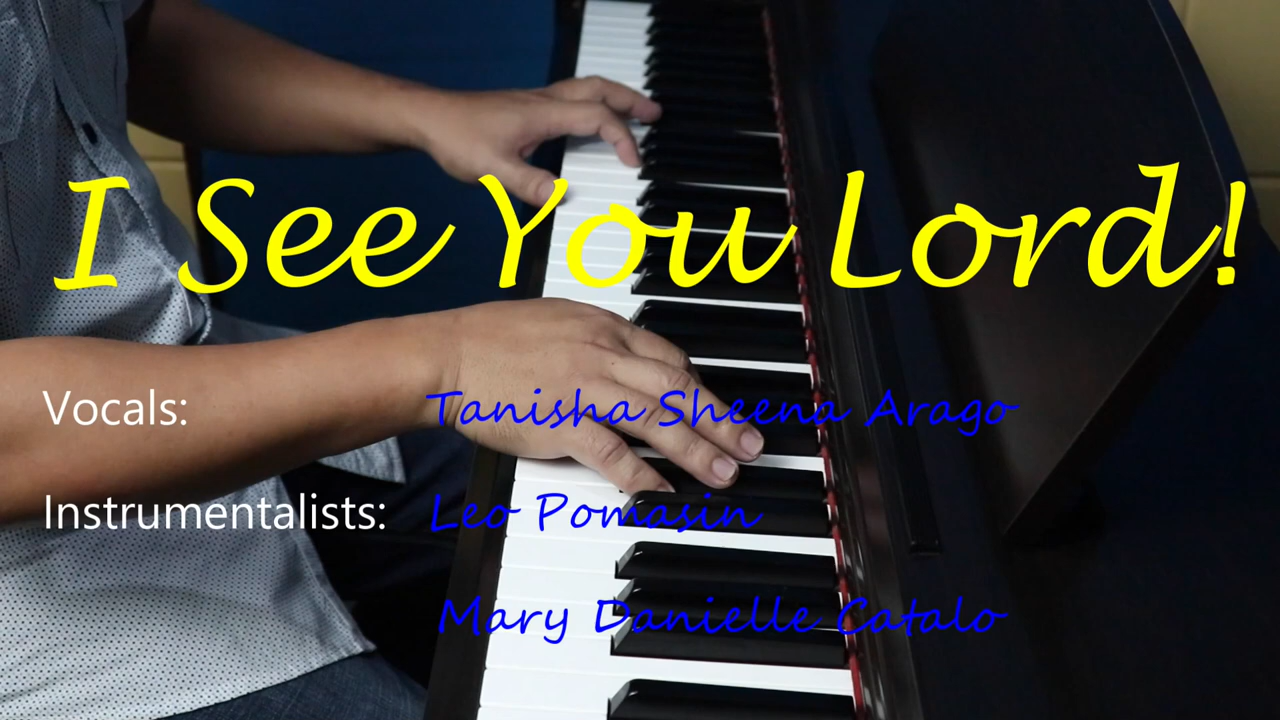 I See You Lord!
Vocals: Tanisha Sheena Arago
Instrumentalists: Leo Pomasin
Mary Danielle Catalo